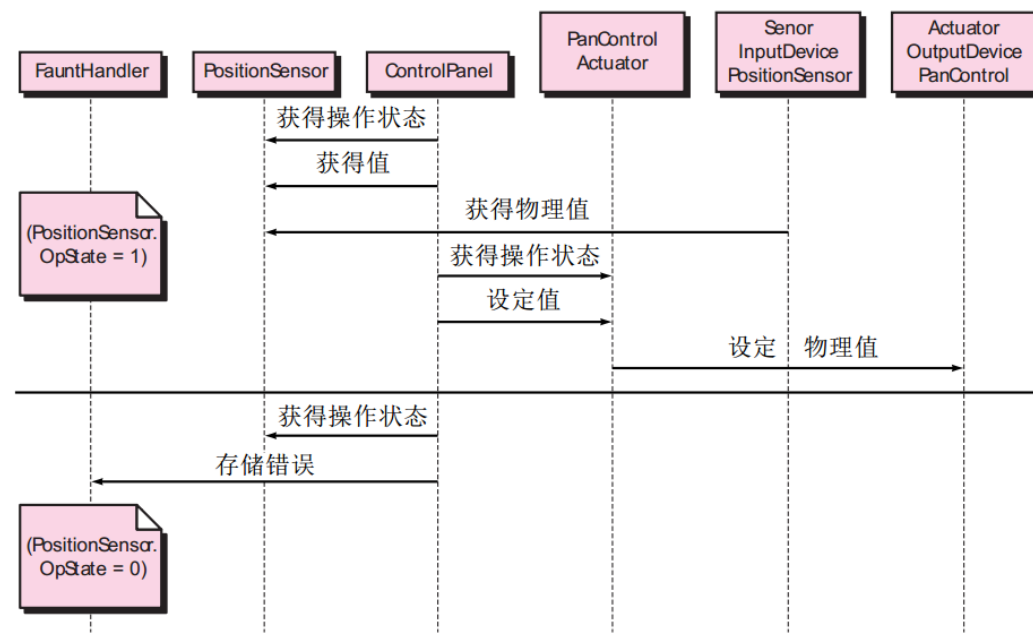 FauntHandler
PositionSensor
ControlPanel
PanControl
Actuator
Senor
InputDevice
PositionSensor
Actuator
OutputDevice
PanControl
获得操作状态
获得值
(PositionSensor.
OpState = 1)
获得物理值
获得操作状态
设定值
设定 物理值
获得操作状态
存储错误
(PositionSensor.
OpState = 0)